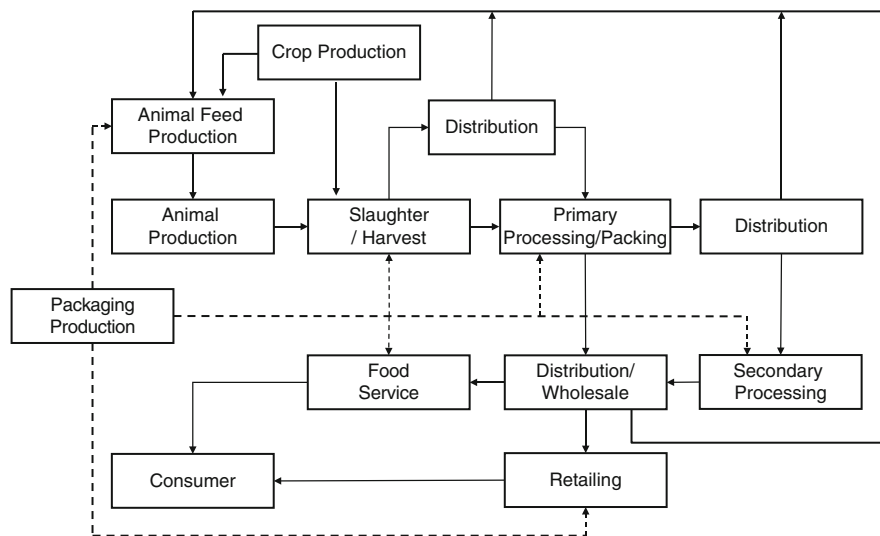 Crop Production
Animal Feed
Production
Distribution
Animal
Production
Slaughter
/ Harvest
Primary
Processing/Packing
Distribution
Packaging
Production
Food
Service
Distribution/
Wholesale
Secondary
Processing
Consumer
Retailing